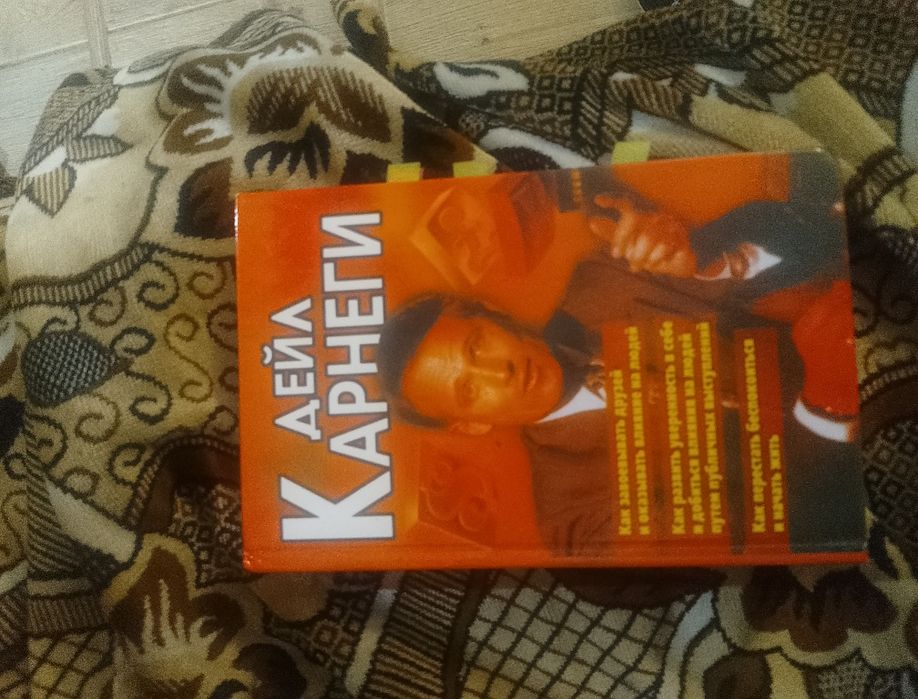 ДЕЙЛ
КАРНЕГИ
Как завоевывать друзей
и оказывать влияние на людей
Как развить уверенность в себе
и добиться влияния на людей
путем публичных выступлений
Как перестать беспокоиться
и начать жить